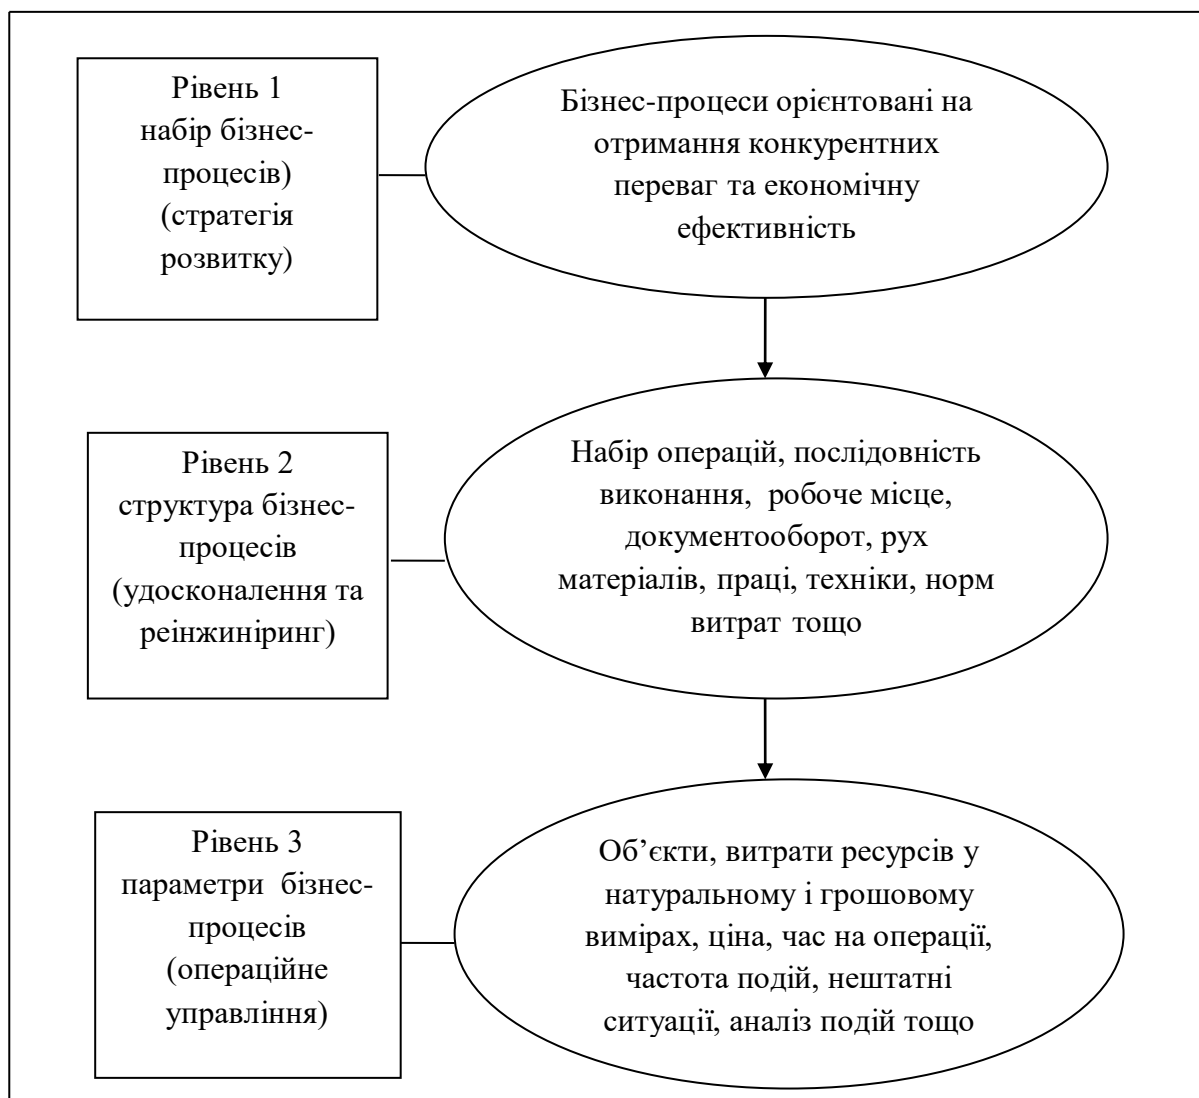 Рівень 1
набір бізнес-
процесів)
(стратегія
розвитку)
Бізнес-процеси орієнтовані на
отримання конкурентних
переваг та економічну
ефективність
Рівень 2
структура бізнес-
процесів
(удосконалення та
реінжиніринг)
Набір операцій, послідовність
виконання, робоче місце,
документооборот, рух
матеріалів, праці, техніки, норм
витрат тощо
Рівень 3
параметри бізнес-
процесів
(операційне
управління)
Об’єкти, витрати ресурсів у
натуральному і грошовому
вимірах, ціна, час на операції,
частота подій, нештатні
ситуації, аналіз подій тощо